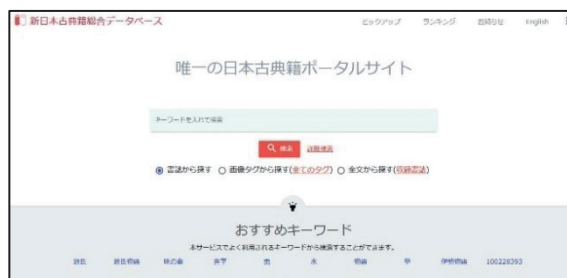 新日本古典籍総合データベース
ピックアップ ランキング お知らせ English
唯一の日本古典籍ポータルサイト
キーワードを入れて検索
検索 詳細検索
書誌から探す 画像タグから探す(全てのタグ) 全文から探す(収録書誌)
おすすめキーワード
本サービスでよく利用されるキーワードから検索することができます。
源氏 源氏物語 物語 伊勢物語 100228393